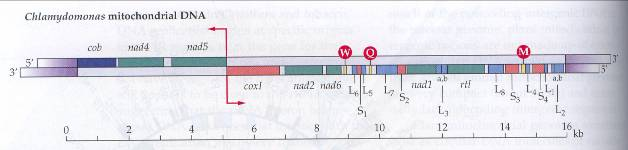 Chlamydomonas mitochondrial DNA
W Q M
cob nad4 nad5
5' 3'
3' 5'
cox1 nad2 nad6 nad1 a,b rtl a,b
L6 L5 L7 S2 L8 S3 L4 S4 L1
S1 L3 L2
0 2 4 6 8 10 12 14 16 kb